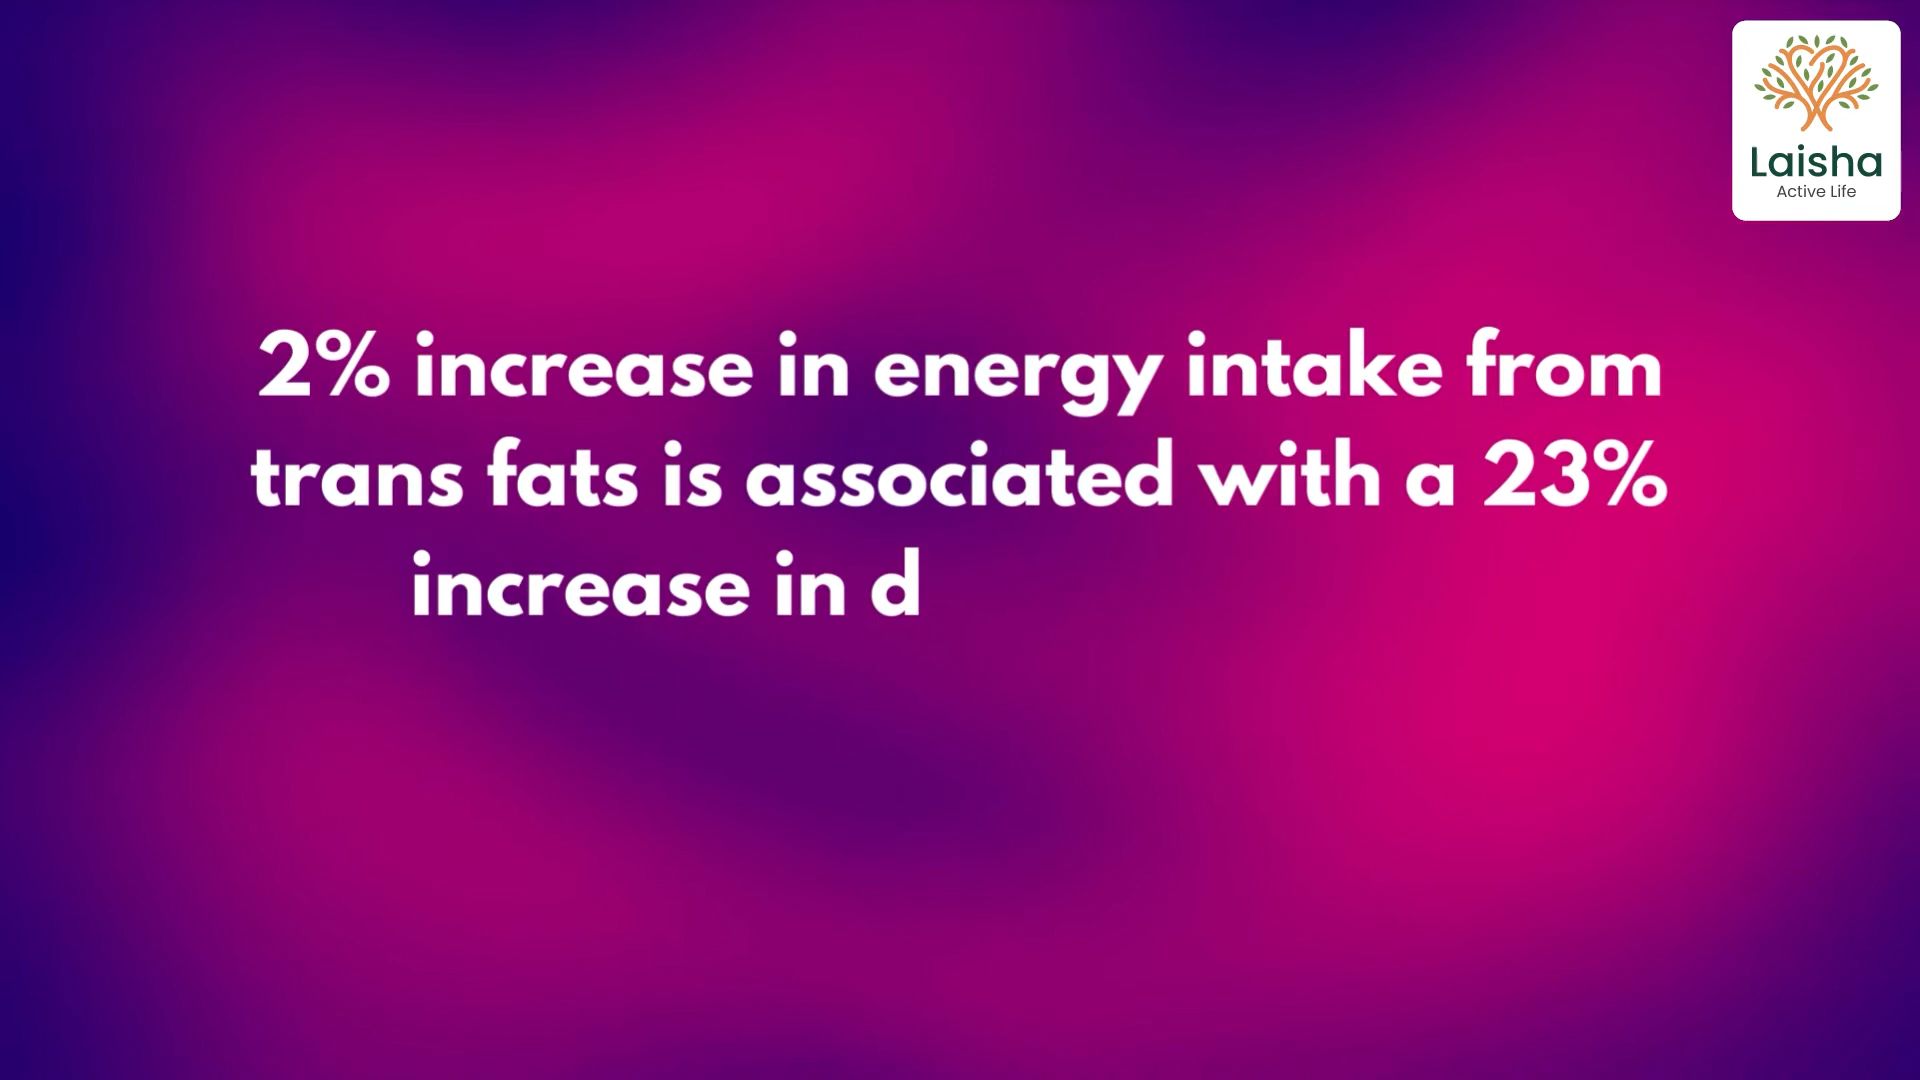 Laisha
Active Life
2% increase in energy intake from
trans fats is associated with a 23%
increase in d